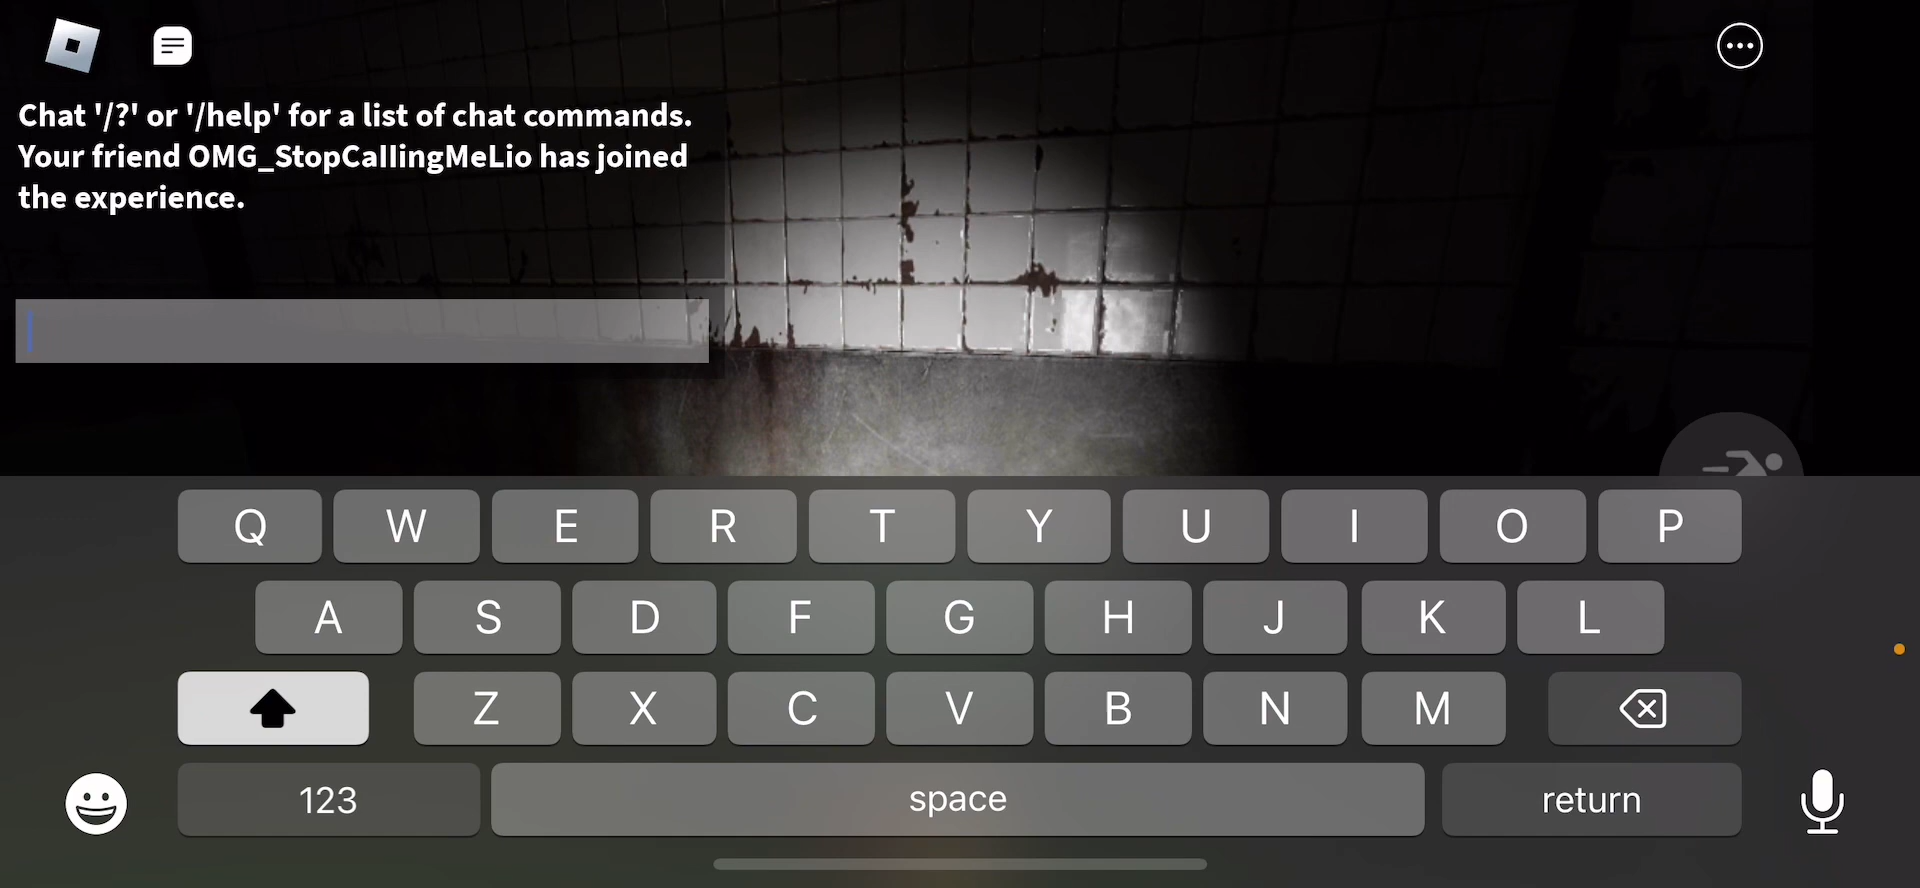 Chat '/?' or '/help' for a list of chat commands.
Your friend OMG_StopCallingMeLio has joined
the experience.
Q W E R T Y U I O P
A S D F G H J K L
Z X C V B N M
123 space return